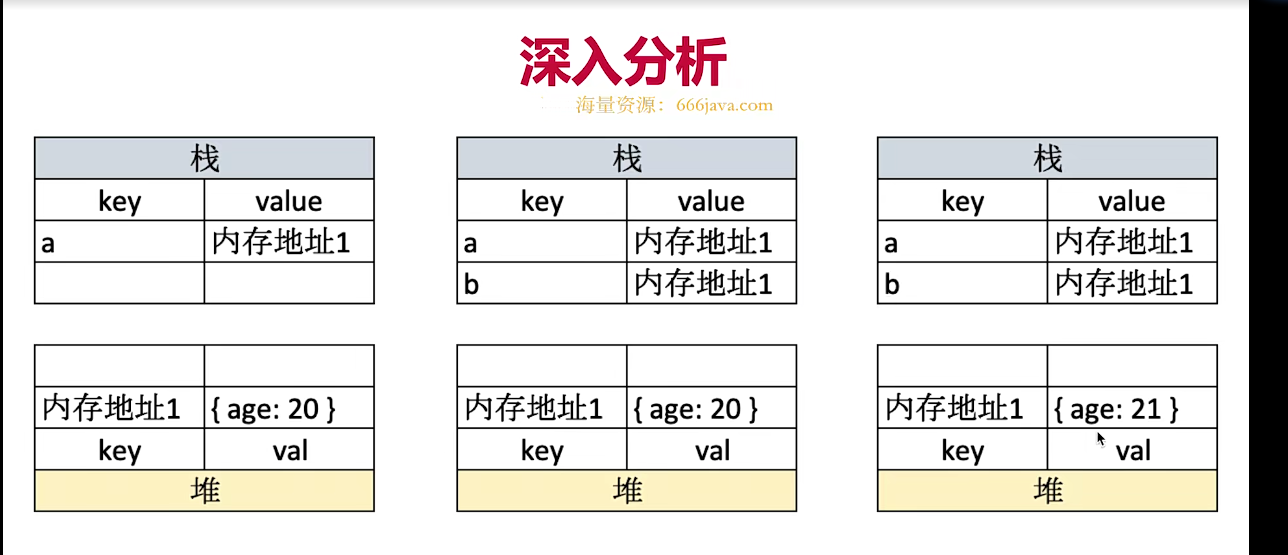 深入分析
海量资源：666java.com
栈
key value
a 内存地址1
内存地址1 { age: 20 }
key val
堆
栈
key value
a 内存地址1
b 内存地址1
内存地址1 { age: 20 }
key val
堆
栈
key value
a 内存地址1
b 内存地址1
内存地址1 { age: 21 }
key val
堆